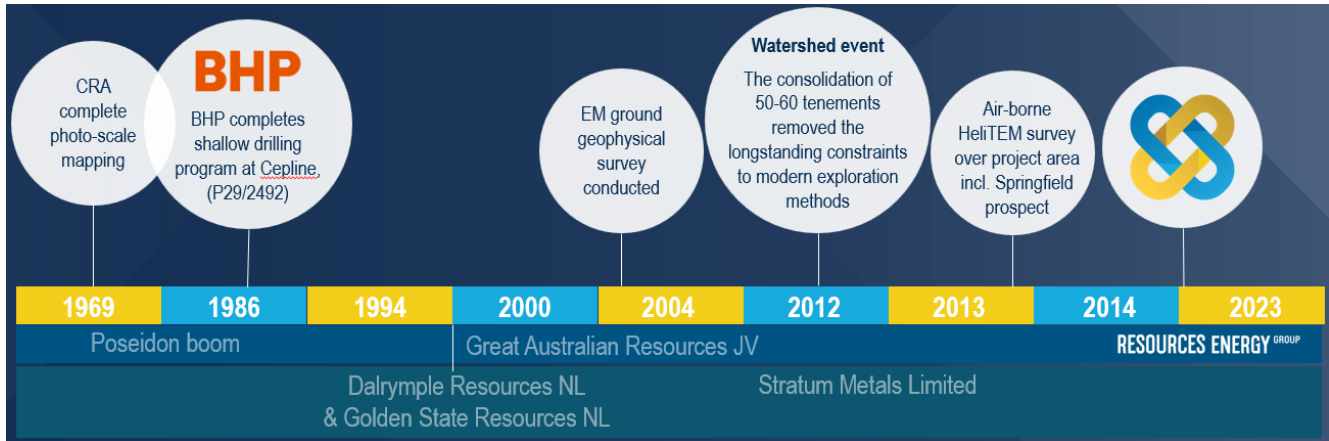 CRA
complete
photo-scale
mapping
BHP
BHP completes
shallow drilling
program at Cepline,
(P29/2492)
EM ground
geophysical
survey
conducted
Watershed event
The consolidation of
50-60 tenements
removed the
longstanding constraints
to modern exploration
methods
Air-borne
HeliTEM survey
over project area
incl. Springfield
prospect
1969 1986 1994 2000 2004 2012 2013 2014 2023
Poseidon boom Great Australian Resources JV RESOURCES ENERGY GROUP
Dalrymple Resources NL Stratum Metals Limited
& Golden State Resources NL